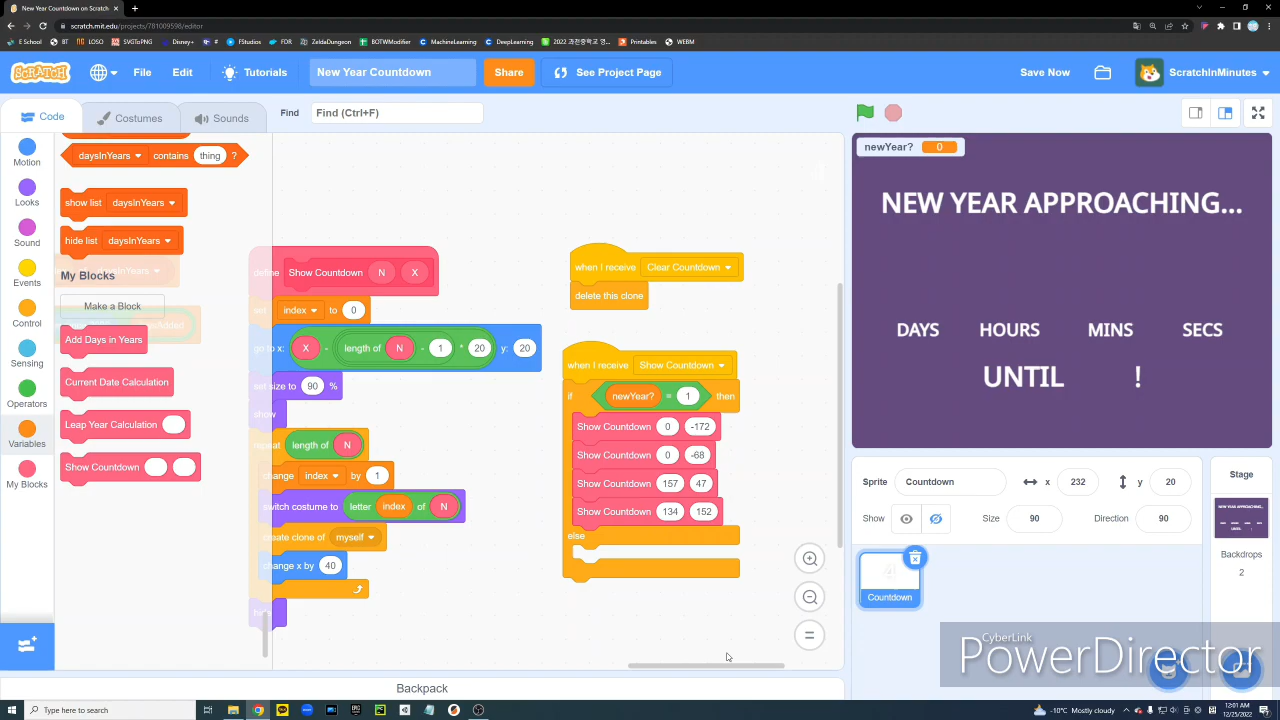 New Year Countdown on Scratch
scratch.mit.edu/projects/781009598/editor
E School
BT
LOSO
SVGToPNG
Disney+
#
FStudios
FDR
ZeldaDungeon
BOTWModifier
MachineLearning
DeepLearning
Printables
WEBM
SCRATCH File Edit Tutorials New Year Countdown Share See Project Page Save Now ScratchInMinutes
Code Costumes Sounds Find Find (Ctrl+F)
Motion
Looks
Sound
Events
Control
Sensing
Operators
Variables
My Blocks
daysInYears contains thing ?
show list daysInYears
hide list daysInYears
My Blocks
Make a Block
Add Days in Years
Current Date Calculation
Leap Year Calculation
Show Countdown
define Show Countdown N X
set index to 0
go to x: X - length of N - 1 * 20 y: 20
set size to 90 %
show
repeat length of N
change index by 1
switch costume to letter index of N
create clone of myself
change x by 40
hide
when I receive Clear Countdown
delete this clone
when I receive Show Countdown
if newYear? = 1 then
Show Countdown 0 -172
Show Countdown 0 -68
Show Countdown 157 47
Show Countdown 134 152
else
Backpack
newYear? 0
NEW YEAR APPROACHING...
DAYS HOURS MINS SECS
UNTIL !
Sprite Countdown x 232 y 20
Show Size 90 Direction 90
Countdown
Stage
Backdrops
2
CyberLink
PowerDirector
Type here to search
-10°C Mostly cloudy
12:01 AM
12/25/2022